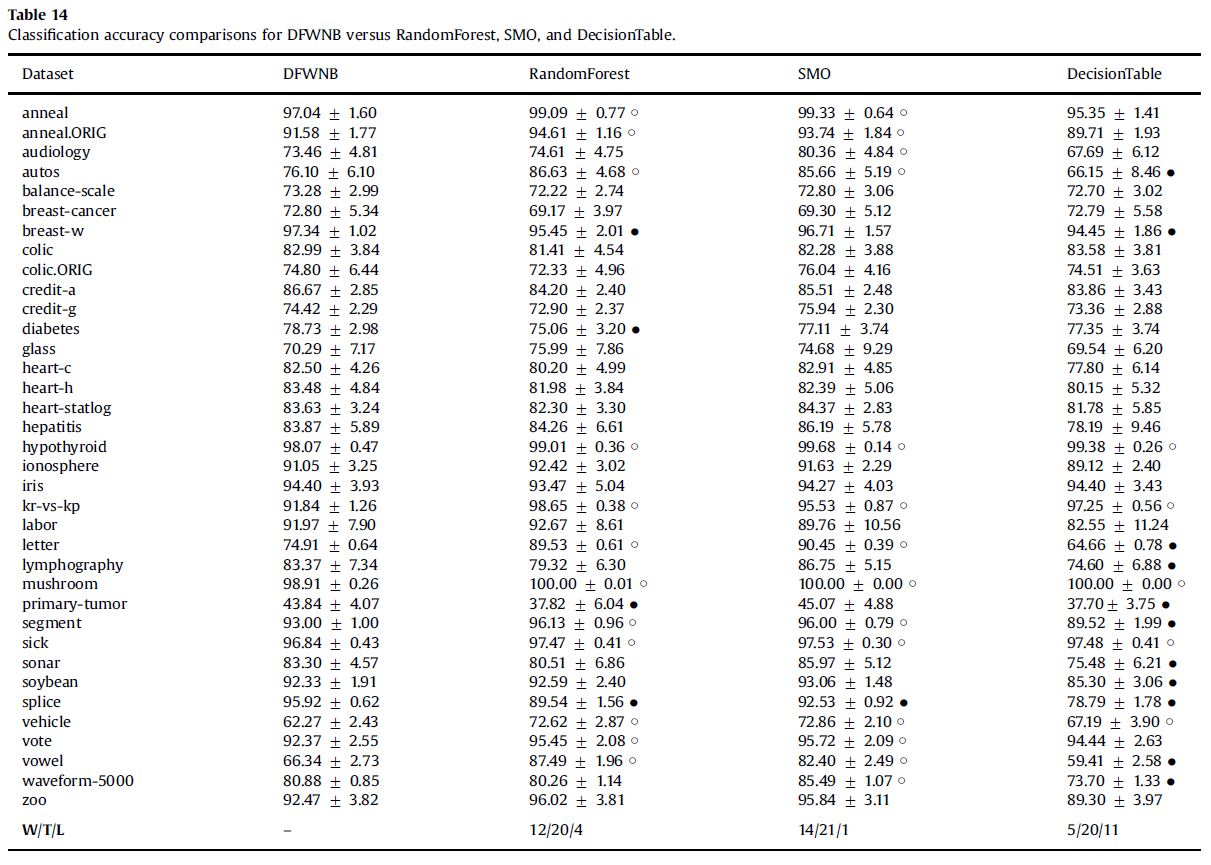 Table 14
Classification accuracy comparisons for DFWNB versus RandomForest, SMO, and DecisionTable.
Dataset DFWNB RandomForest SMO DecisionTable
anneal 97.04 ± 1.60 99.09 ± 0.77 ○ 99.33 ± 0.64 ○ 95.35 ± 1.41
anneal.ORIG 91.58 ± 1.77 94.61 ± 1.16 ○ 93.74 ± 1.84 ○ 89.71 ± 1.93
audiology 73.46 ± 4.81 74.61 ± 4.75 80.36 ± 4.84 ○ 67.69 ± 6.12
autos 76.10 ± 6.10 86.63 ± 4.68 ○ 85.66 ± 5.19 ○ 66.15 ± 8.46 ●
balance-scale 73.28 ± 2.99 72.22 ± 2.74 72.80 ± 3.06 72.70 ± 3.02
breast-cancer 72.80 ± 5.34 69.17 ± 3.97 69.30 ± 5.12 72.79 ± 5.58
breast-w 97.34 ± 1.02 95.45 ± 2.01 ● 96.71 ± 1.57 94.45 ± 1.86 ●
colic 82.99 ± 3.84 81.41 ± 4.54 82.28 ± 3.88 83.58 ± 3.81
colic.ORIG 74.80 ± 6.44 72.33 ± 4.96 76.04 ± 4.16 74.51 ± 3.63
credit-a 86.67 ± 2.85 84.20 ± 2.40 85.51 ± 2.48 83.86 ± 3.43
credit-g 74.42 ± 2.29 72.90 ± 2.37 75.94 ± 2.30 73.36 ± 2.88
diabetes 78.73 ± 2.98 75.06 ± 3.20 ● 77.11 ± 3.74 77.35 ± 3.74
glass 70.29 ± 7.17 75.99 ± 7.86 74.68 ± 9.29 69.54 ± 6.20
heart-c 82.50 ± 4.26 80.20 ± 4.99 82.91 ± 4.85 77.80 ± 6.14
heart-h 83.48 ± 4.84 81.98 ± 3.84 82.39 ± 5.06 80.15 ± 5.32
heart-statlog 83.63 ± 3.24 82.30 ± 3.30 84.37 ± 2.83 81.78 ± 5.85
hepatitis 83.87 ± 5.89 84.26 ± 6.61 86.19 ± 5.78 78.19 ± 9.46
hypothyroid 98.07 ± 0.47 99.01 ± 0.36 ○ 99.68 ± 0.14 ○ 99.38 ± 0.26 ○
ionosphere 91.05 ± 3.25 92.42 ± 3.02 91.63 ± 2.29 89.12 ± 2.40
iris 94.40 ± 3.93 93.47 ± 5.04 94.27 ± 4.03 94.40 ± 3.43
kr-vs-kp 91.84 ± 1.26 98.65 ± 0.38 ○ 95.53 ± 0.87 ○ 97.25 ± 0.56 ○
labor 91.97 ± 7.90 92.67 ± 8.61 89.76 ± 10.56 82.55 ± 11.24
letter 74.91 ± 0.64 89.53 ± 0.61 ○ 90.45 ± 0.39 ○ 64.66 ± 0.78 ●
lymphography 83.37 ± 7.34 79.32 ± 6.30 86.75 ± 5.15 74.60 ± 6.88 ●
mushroom 98.91 ± 0.26 100.00 ± 0.01 ○ 100.00 ± 0.00 ○ 100.00 ± 0.00 ○
primary-tumor 43.84 ± 4.07 37.82 ± 6.04 ● 45.07 ± 4.88 37.70± 3.75 ●
segment 93.00 ± 1.00 96.13 ± 0.96 ○ 96.00 ± 0.79 ○ 89.52 ± 1.99 ●
sick 96.84 ± 0.43 97.47 ± 0.41 ○ 97.53 ± 0.30 ○ 97.48 ± 0.41 ○
sonar 83.30 ± 4.57 80.51 ± 6.86 85.97 ± 5.12 75.48 ± 6.21 ●
soybean 92.33 ± 1.91 92.59 ± 2.40 93.06 ± 1.48 85.30 ± 3.06 ●
splice 95.92 ± 0.62 89.54 ± 1.56 ● 92.53 ± 0.92 ● 78.79 ± 1.78 ●
vehicle 62.27 ± 2.43 72.62 ± 2.87 ○ 72.86 ± 2.10 ○ 67.19 ± 3.90 ○
vote 92.37 ± 2.55 95.45 ± 2.08 ○ 95.72 ± 2.09 ○ 94.44 ± 2.63
vowel 66.34 ± 2.73 87.49 ± 1.96 ○ 82.40 ± 2.49 ○ 59.41 ± 2.58 ●
waveform-5000 80.88 ± 0.85 80.26 ± 1.14 85.49 ± 1.07 ○ 73.70 ± 1.33 ●
zoo 92.47 ± 3.82 96.02 ± 3.81 95.84 ± 3.11 89.30 ± 3.97
W/T/L – 12/20/4 14/21/1 5/20/11